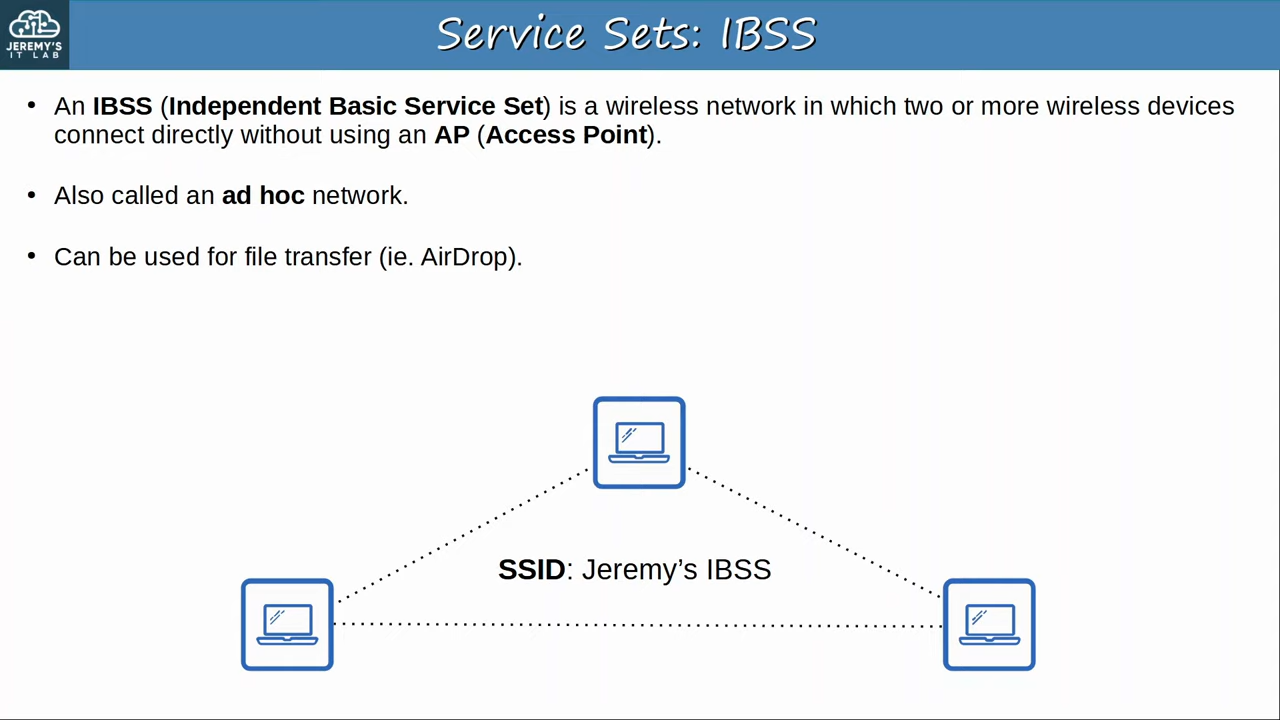 JEREMY'S
IT LAB
Service Sets: IBSS
• An IBSS (Independent Basic Service Set) is a wireless network in which two or more wireless devices
connect directly without using an AP (Access Point).
• Also called an ad hoc network.
• Can be used for file transfer (ie. AirDrop).
SSID: Jeremy’s IBSS